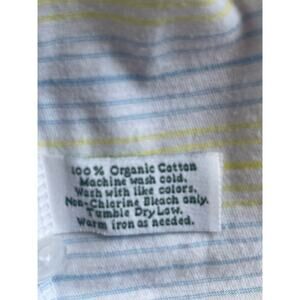 100% Organic Cotton
Machine wash cold.
Wash with like colors.
Non-Chlorine Bleach only.
Tumble Dry Low.
Warm iron as needed.